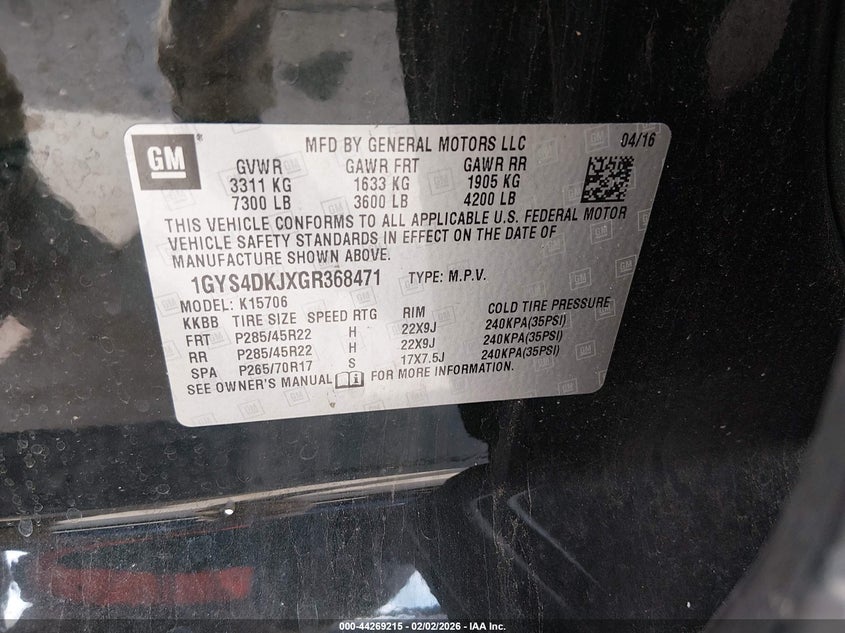 GM
MFD BY GENERAL MOTORS LLC 04/16
GVWR GAWR FRT GAWR RR
3311 KG 1633 KG 1905 KG
7300 LB 3600 LB 4200 LB
THIS VEHICLE CONFORMS TO ALL APPLICABLE U.S. FEDERAL MOTOR
VEHICLE SAFETY STANDARDS IN EFFECT ON THE DATE OF
MANUFACTURE SHOWN ABOVE.
1GYS4DKJXGR368471 TYPE: M.P.V.
MODEL: K15706
KKBB TIRE SIZE SPEED RTG RIM COLD TIRE PRESSURE
FRT P285/45R22 H 22X9J 240KPA(35PSI)
RR P285/45R22 H 22X9J 240KPA(35PSI)
SPA P265/70R17 S 17X7.5J 240KPA(35PSI)
SEE OWNER'S MANUAL FOR MORE INFORMATION.
000-44269215 - 02/02/2026 - IAA Inc.